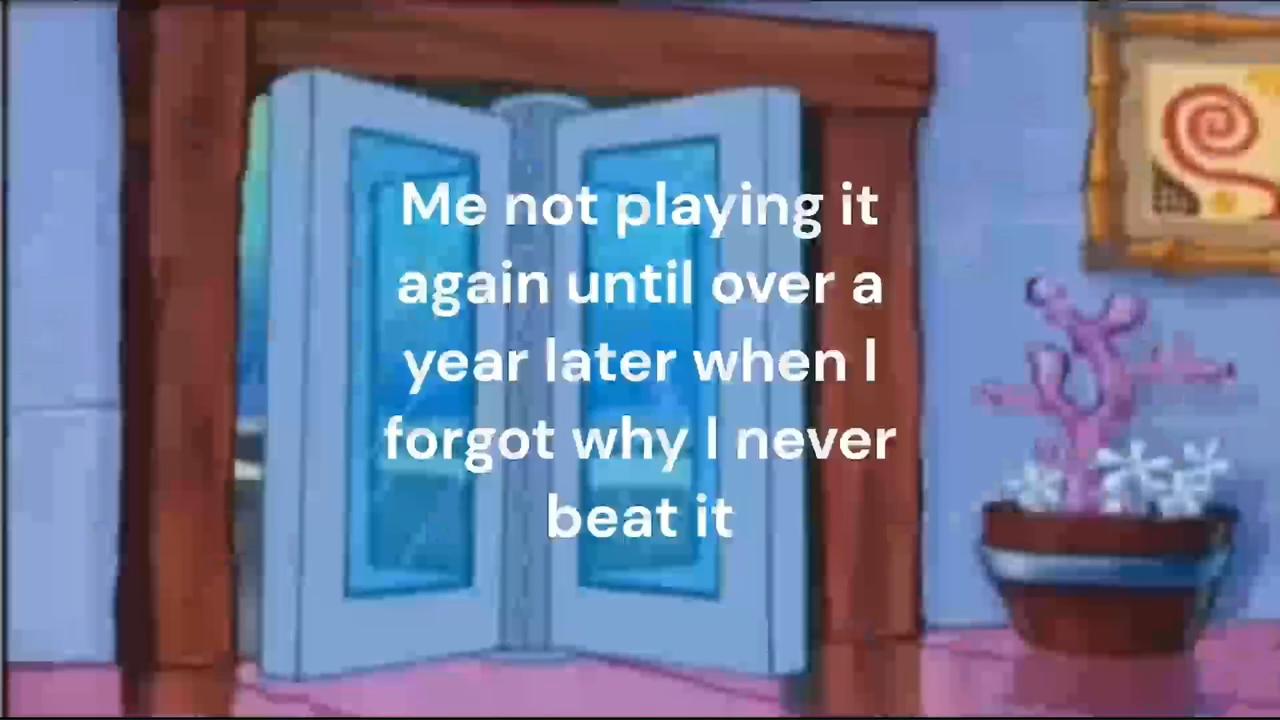 Me not playing it
again until over a
year later when I
forgot why I never
beat it